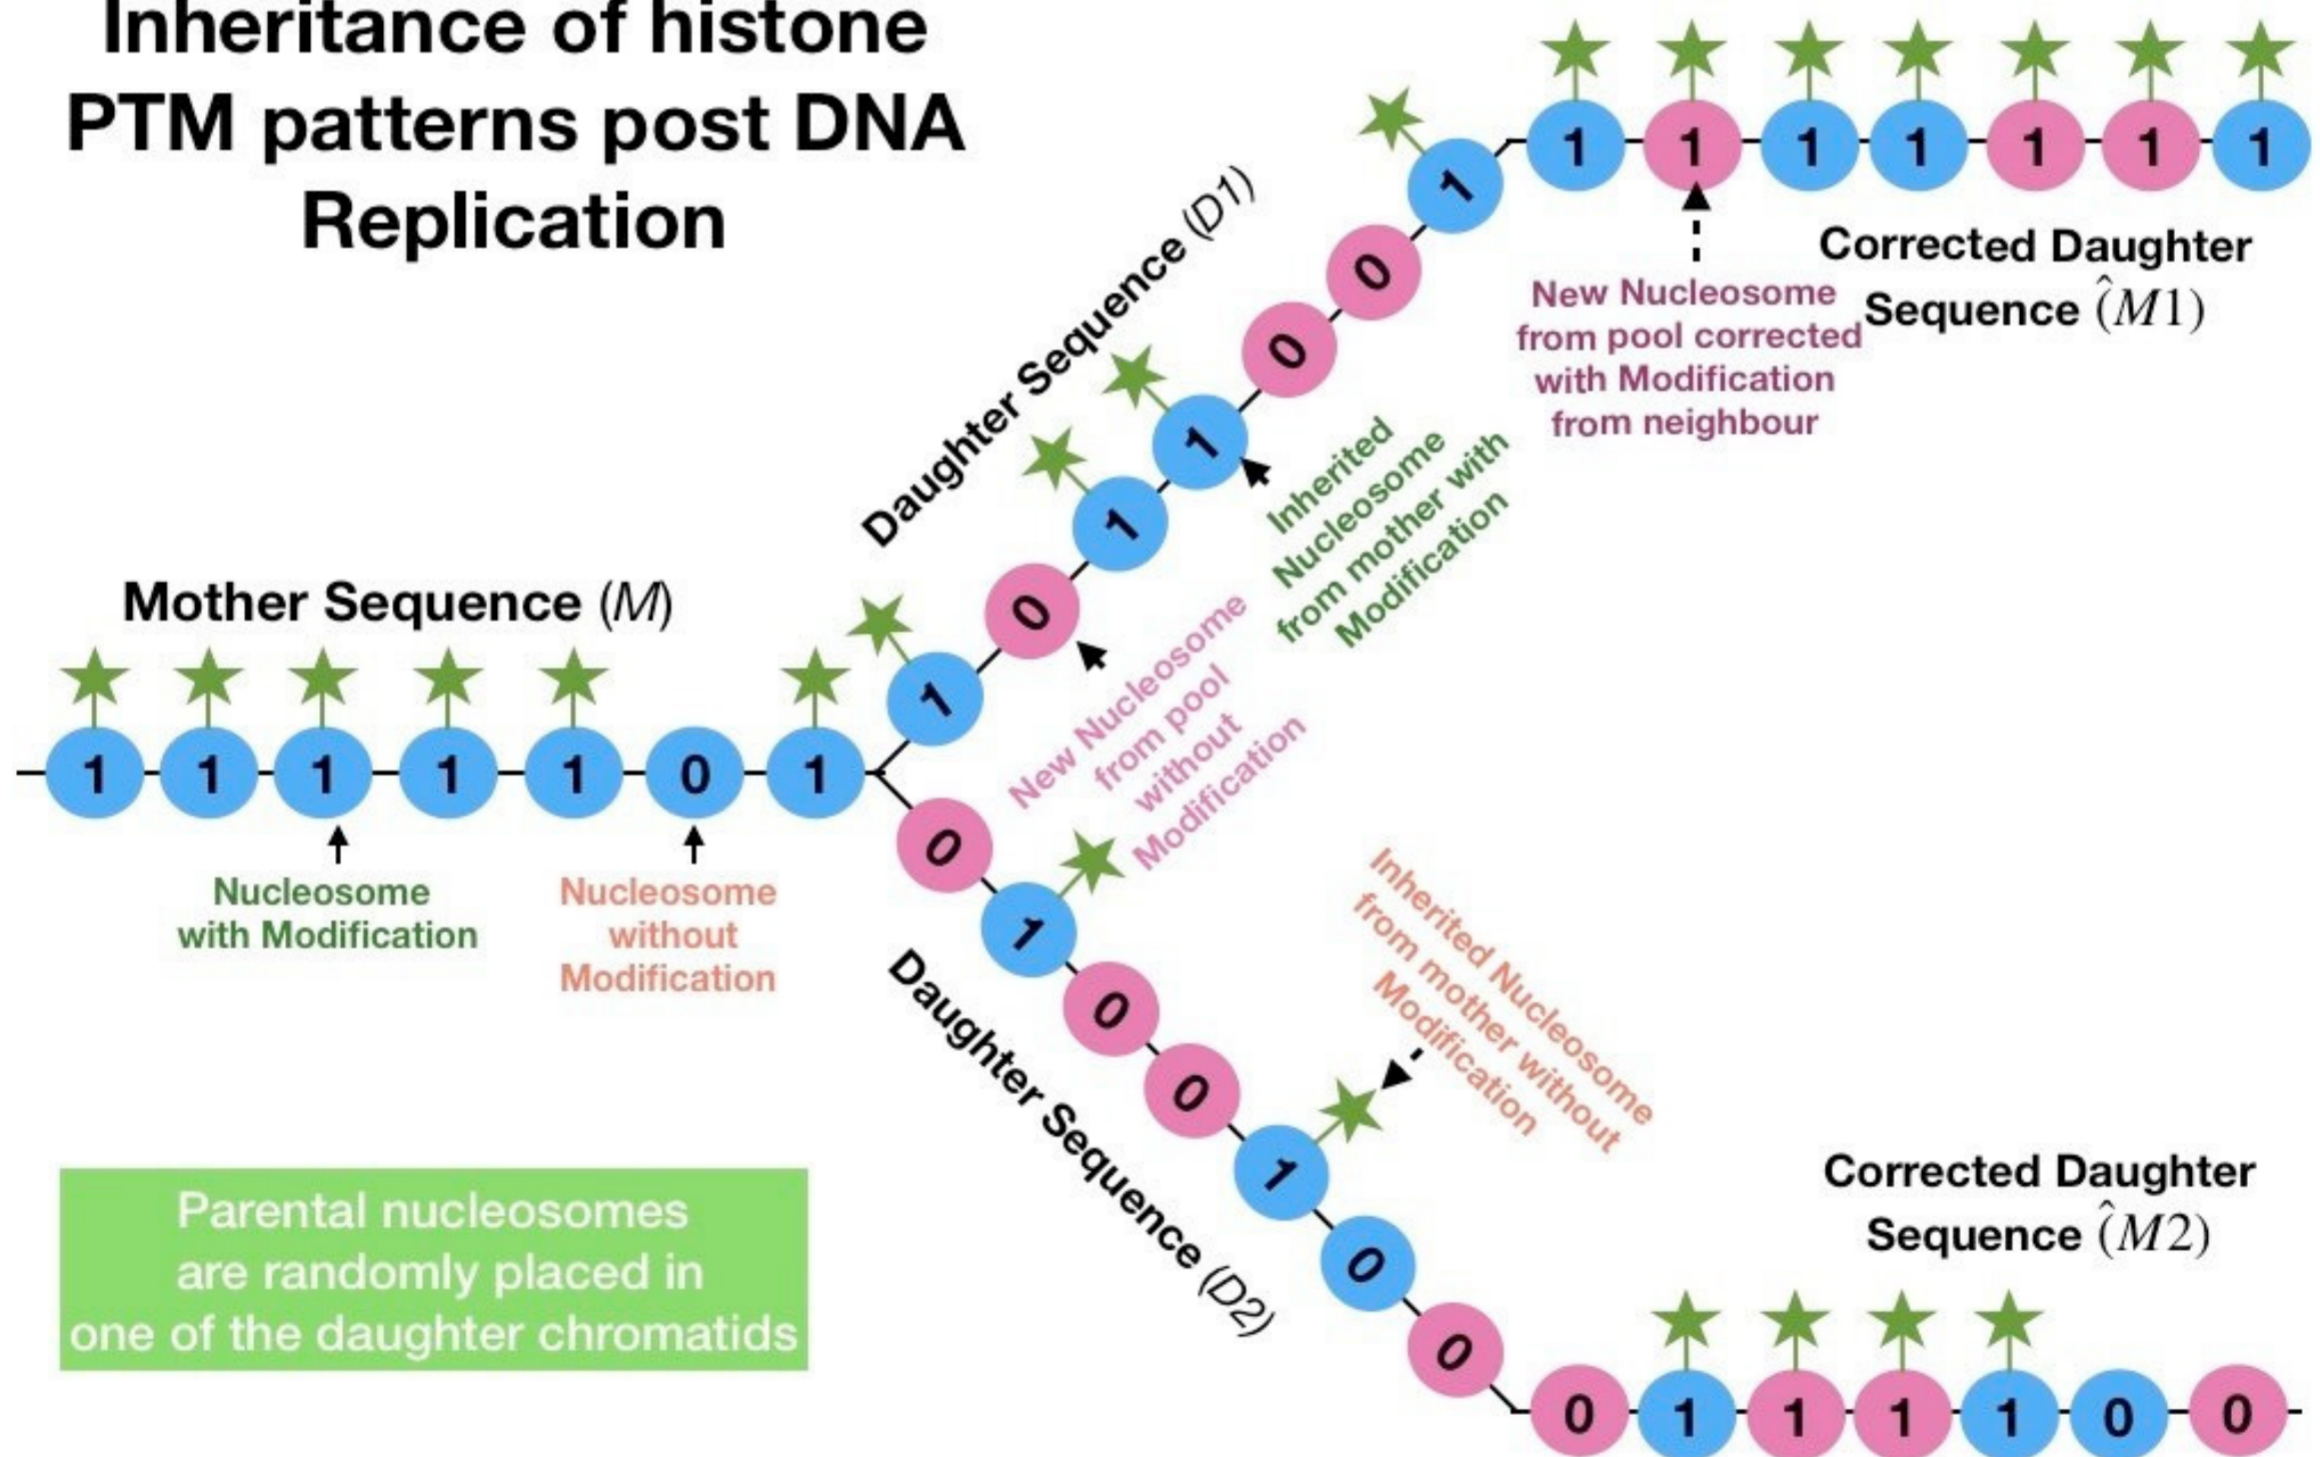 Inheritance of histone
PTM patterns post DNA
Replication
Mother Sequence (M)
1 1 1 1 1 0 1
Nucleosome
with Modification
Nucleosome
without
Modification
Parental nucleosomes
are randomly placed in
one of the daughter chromatids
Daughter Sequence (D1)
1 0 1 1 0 0 1
New Nucleosome
from pool
without
Modification
Inherited
Nucleosome
from mother with
Modification
1 1 1 1 1 1 1
Corrected Daughter
Sequence (M̂1)
New Nucleosome
from pool corrected
with Modification
from neighbour
Daughter Sequence (D2)
0 1 0 0 1 0 0
Inherited Nucleosome
from mother without
Modification
Corrected Daughter
Sequence (M̂2)
0 1 1 1 1 0 0